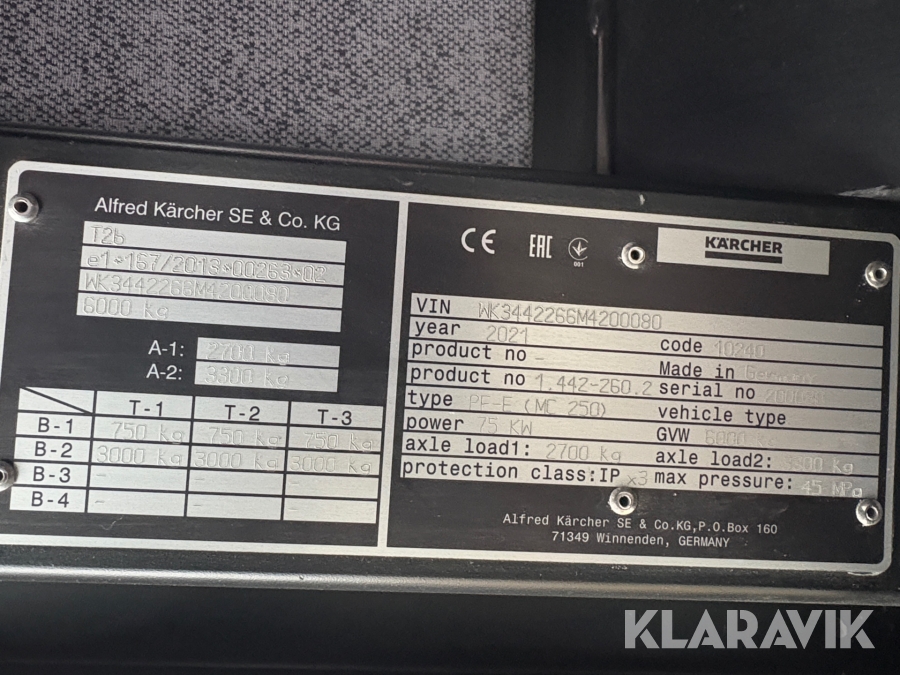 Alfred Kärcher SE & Co. KG
T2b
e1*167/2013*00263*02
WK3442266M4200080
6000 kg
A-1: 2700 kg
A-2: 3300 kg
T-1 T-2 T-3
B-1 750 kg 750 kg 750 kg
B-2 3000 kg 3000 kg 3000 kg
B-3 - - -
B-4 - - -
CE EAC 001 KÄRCHER
VIN WK3442266M4200080
year 2021 code 10240
product no - Made in Germany
product no 1.442-260.2 serial no
type PF-E (MC 250) vehicle type
power 75 KW GVW 6000 kg
axle load1: 2700 kg axle load2: 3300 kg
protection class:IP x3 max pressure: 45 MPa
Alfred Kärcher SE & Co.KG,P.O.Box 160
71349 Winnenden, GERMANY
KLARAVIK